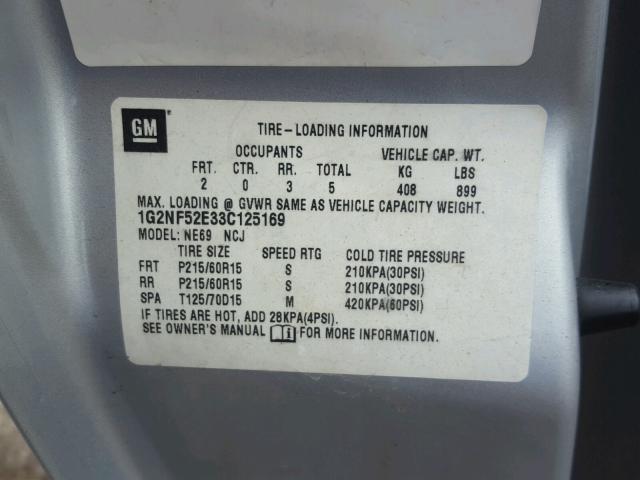 GM
TIRE-LOADING INFORMATION
OCCUPANTS VEHICLE CAP. WT.
FRT. CTR. RR. TOTAL KG LBS
2 0 3 5 408 899
MAX. LOADING @ GVWR SAME AS VEHICLE CAPACITY WEIGHT.
1G2NF52E33C125169
MODEL: NE69 NCJ
TIRE SIZE SPEED RTG COLD TIRE PRESSURE
FRT P215/60R15 S 210KPA(30PSI)
RR P215/60R15 S 210KPA(30PSI)
SPA T125/70D15 M 420KPA(60PSI)
IF TIRES ARE HOT, ADD 28KPA(4PSI).
SEE OWNER'S MANUAL i FOR MORE INFORMATION.